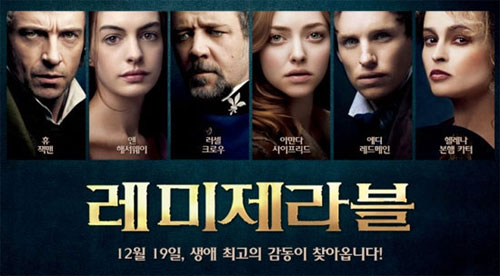 휴 잭맨
앤 해서웨이
러셀 크로우
아만다 사이프리드
에디 레드메인
헬레나 본햄 카터
레미제라블
12월 19일, 생애 최고의 감동이 찾아옵니다!